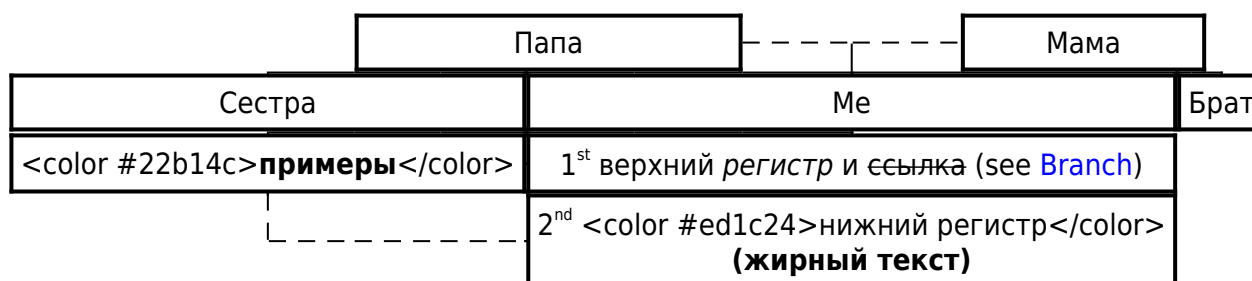 Папа
Мама
Сестра
Ме
Брат
<color #22b14c>примеры</color>
1st верхний регистр и ссылка (see Branch)
2nd <color #ed1c24>нижний регистр</color>
(жирный текст)